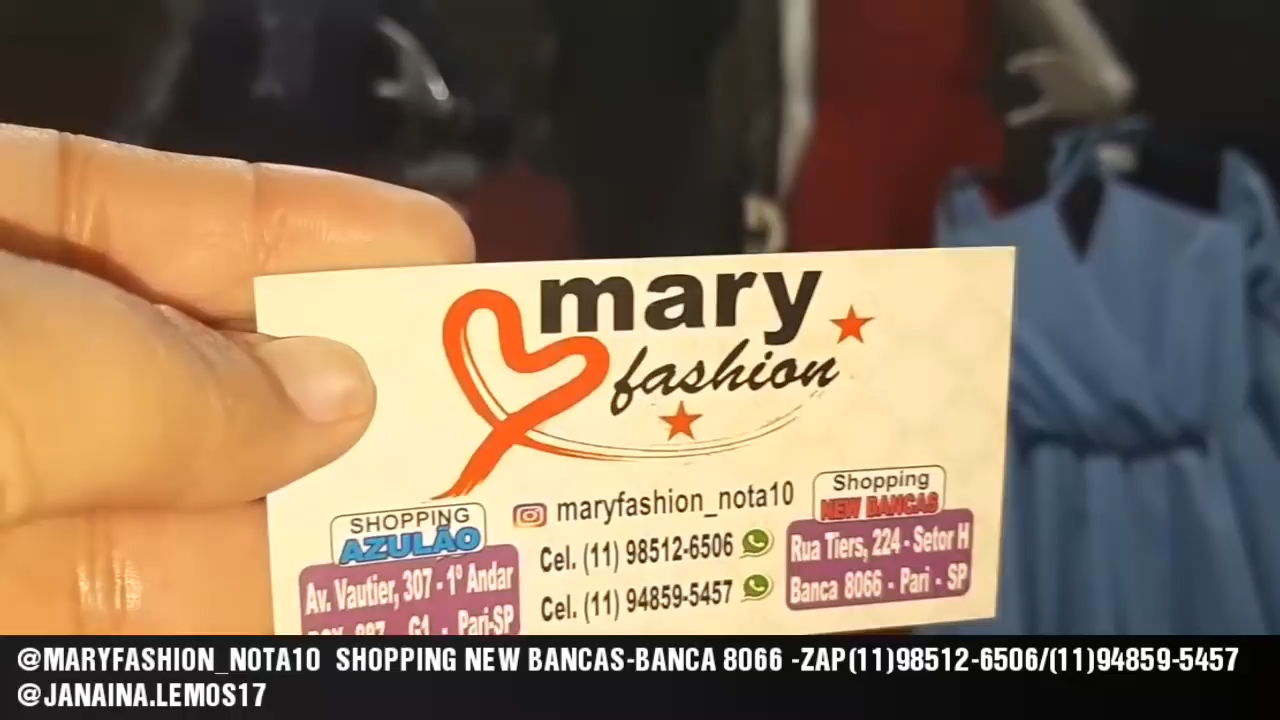 mary
fashion
SHOPPING
AZULÃO
Av. Vautier, 307 - 1º Andar
G1 - Pari-SP
maryfashion_nota10
Cel. (11) 98512-6506
Cel. (11) 94859-5457
Shopping
NEW BANCAS
Rua Tiers, 224 - Setor H
Banca 8066 - Pari - SP
@MARYFASHION_NOTA10 SHOPPING NEW BANCAS-BANCA 8066 -ZAP(11)98512-6506/(11)94859-5457
@JANAINA.LEMOS17